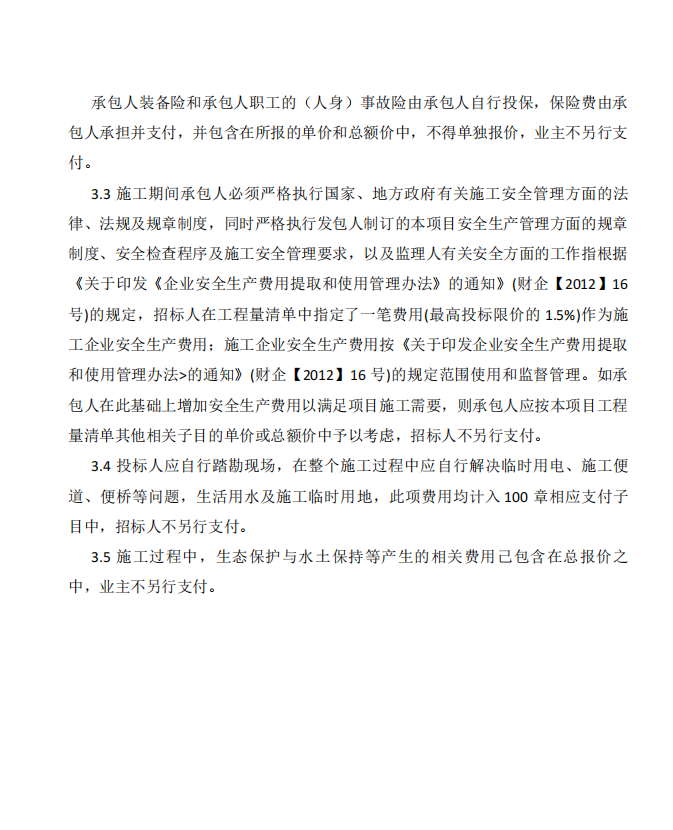 承包人装备险和承包人职工的（人身）事故险由承包人自行投保，保险费由承
包人承担并支付，并包含在所报的单价和总额价中，不得单独报价，业主不另行支
付。
3.3 施工期间承包人必须严格执行国家、地方政府有关施工安全管理方面的法
律、法规及规章制度，同时严格执行发包人制订的本项目安全生产管理方面的规章
制度、安全检查程序及施工安全管理要求，以及监理人有关安全方面的工作指根据
《关于印发《企业安全生产费用提取和使用管理办法》的通知》(财企【2012】16
号)的规定，招标人在工程量清单中指定了一笔费用(最高投标限价的 1.5%)作为施
工企业安全生产费用；施工企业安全生产费用按《关于印发企业安全生产费用提取
和使用管理办法>的通知》(财企【2012】16 号)的规定范围使用和监督管理。如承
包人在此基础上增加安全生产费用以满足项目施工需要，则承包人应按本项目工程
量清单其他相关子目的单价或总额价中予以考虑，招标人不另行支付。
3.4 投标人应自行踏勘现场，在整个施工过程中应自行解决临时用电、施工便
道、便桥等问题，生活用水及施工临时用地，此项费用均计入 100 章相应支付子
目中，招标人不另行支付。
3.5 施工过程中，生态保护与水土保持等产生的相关费用己包含在总报价之
中，业主不另行支付。